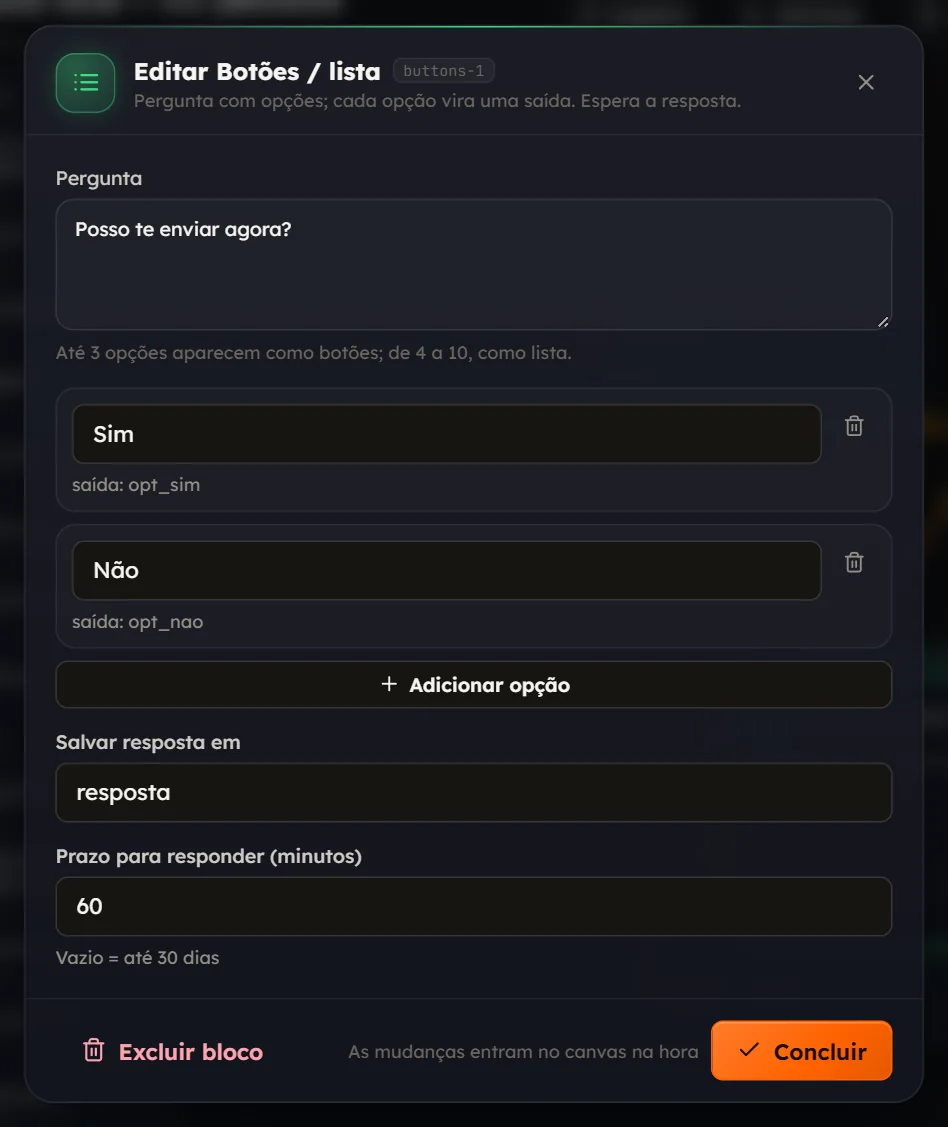 Editar Botões / lista
buttons-1
Pergunta com opções; cada opção vira uma saída. Espera a resposta.
Pergunta
Posso te enviar agora?
Até 3 opções aparecem como botões; de 4 a 10, como lista.
Sim
saída: opt_sim
Não
saída: opt_nao
+ Adicionar opção
Salvar resposta em
resposta
Prazo para responder (minutos)
60
Vazio = até 30 dias
Excluir bloco
As mudanças entram no canvas na hora
Concluir